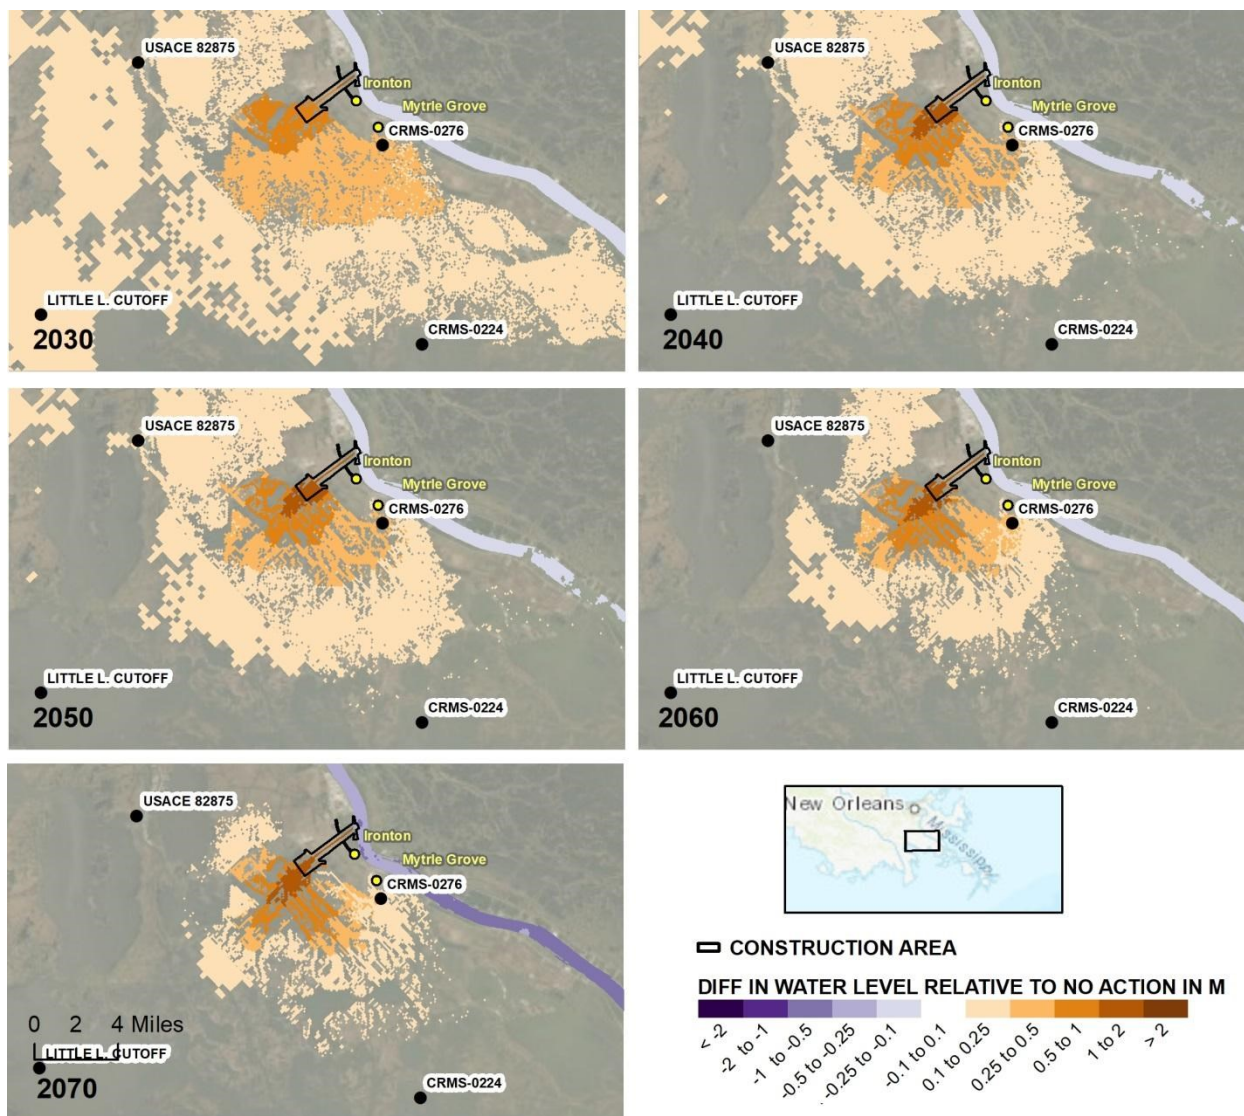 USACE 82875
Ironton
Mytrle Grove
CRMS-0276
LITTLE L. CUTOFF
CRMS-0224
2030
USACE 82875
Ironton
Mytrle Grove
CRMS-0276
LITTLE L. CUTOFF
CRMS-0224
2040
USACE 82875
Ironton
Mytrle Grove
CRMS-0276
LITTLE L. CUTOFF
CRMS-0224
2050
USACE 82875
Ironton
Mytrle Grove
CRMS-0276
LITTLE L. CUTOFF
CRMS-0224
2060
USACE 82875
Ironton
Mytrle Grove
CRMS-0276
0 2 4 Miles
LITTLE L. CUTOFF
2070
CRMS-0224
New Orleans
Mississippi
CONSTRUCTION AREA
DIFF IN WATER LEVEL RELATIVE TO NO ACTION IN M
< -2
-2 to -1
-1 to -0.5
-0.5 to -0.25
-0.25 to -0.1
-0.1 to 0.1
0.1 to 0.25
0.25 to 0.5
0.5 to 1
1 to 2
> 2